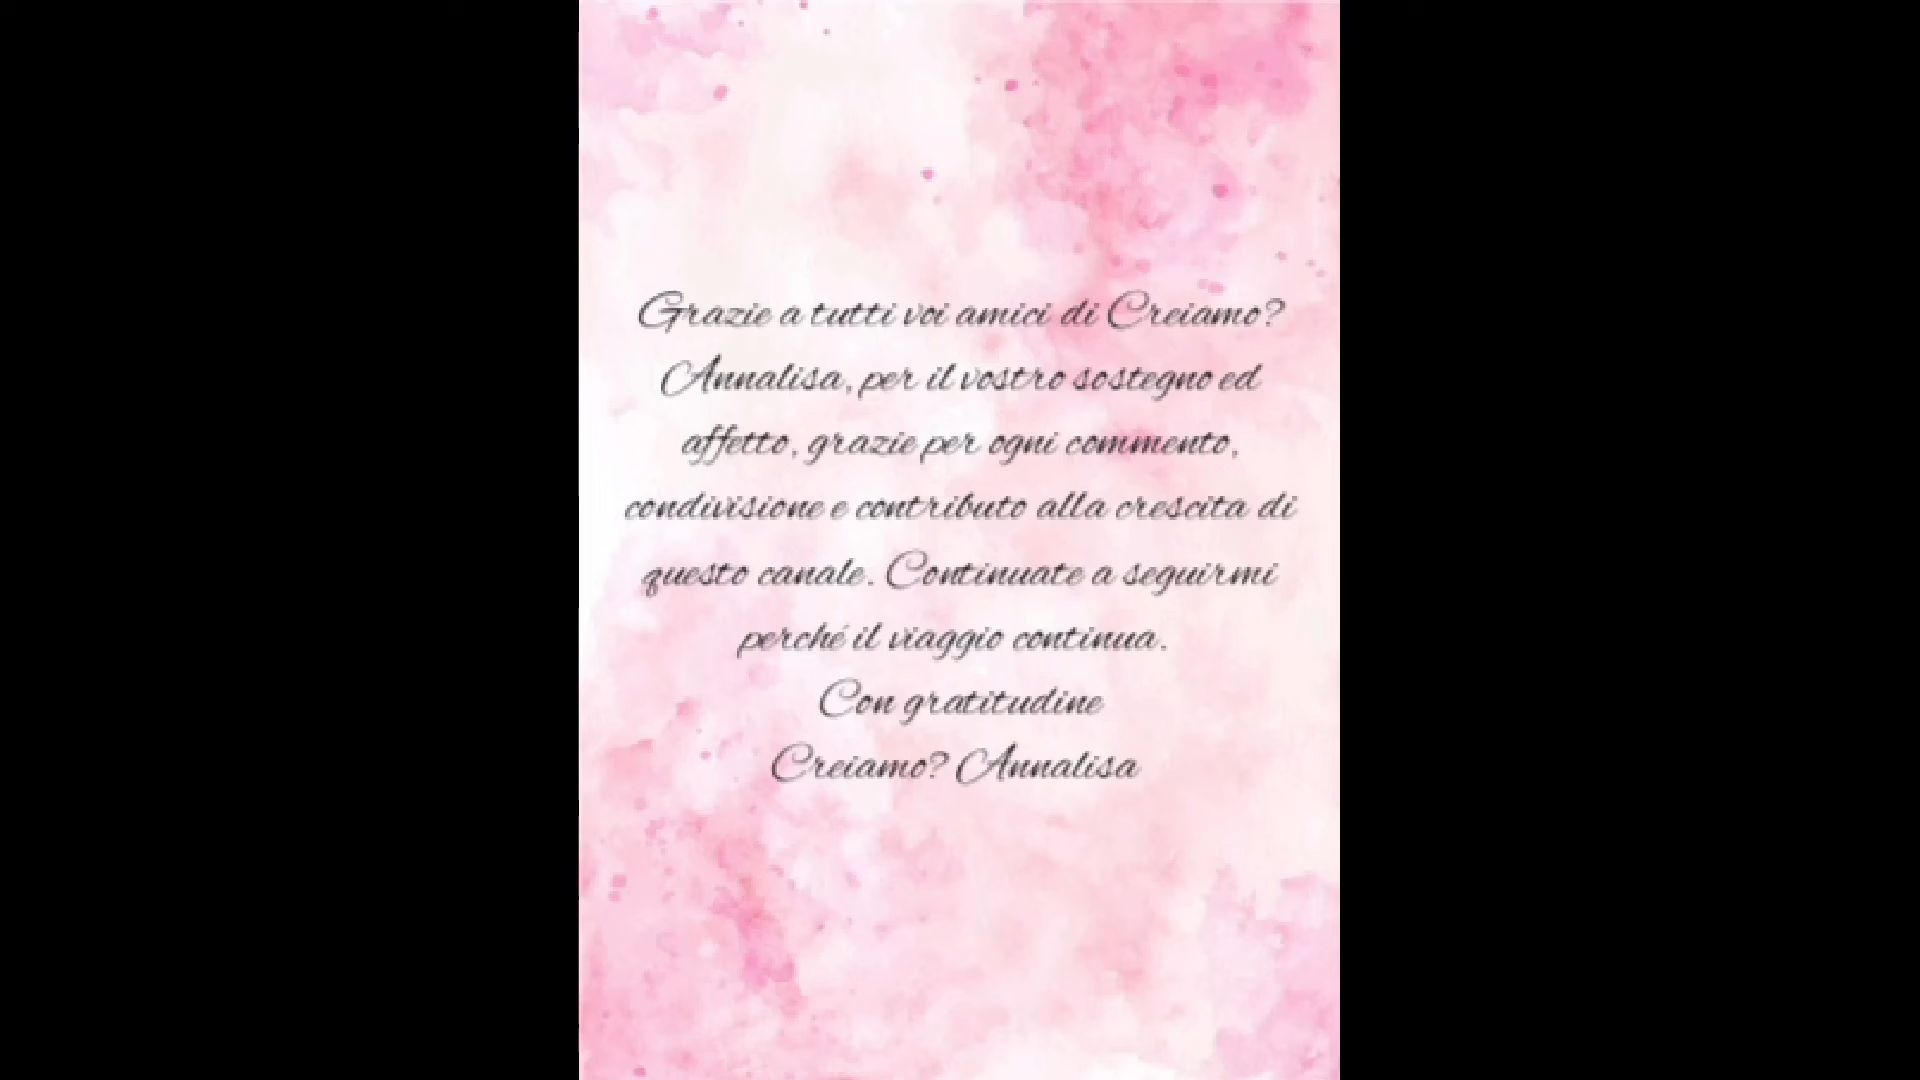 Grazie a tutti voi amici di Creiamo?
Annalisa, per il vostro sostegno ed
affetto, grazie per ogni commento,
condivisione e contributo alla crescita di
questo canale. Continuate a seguirmi
perché il viaggio continua.
Con gratitudine
Creiamo? Annalisa